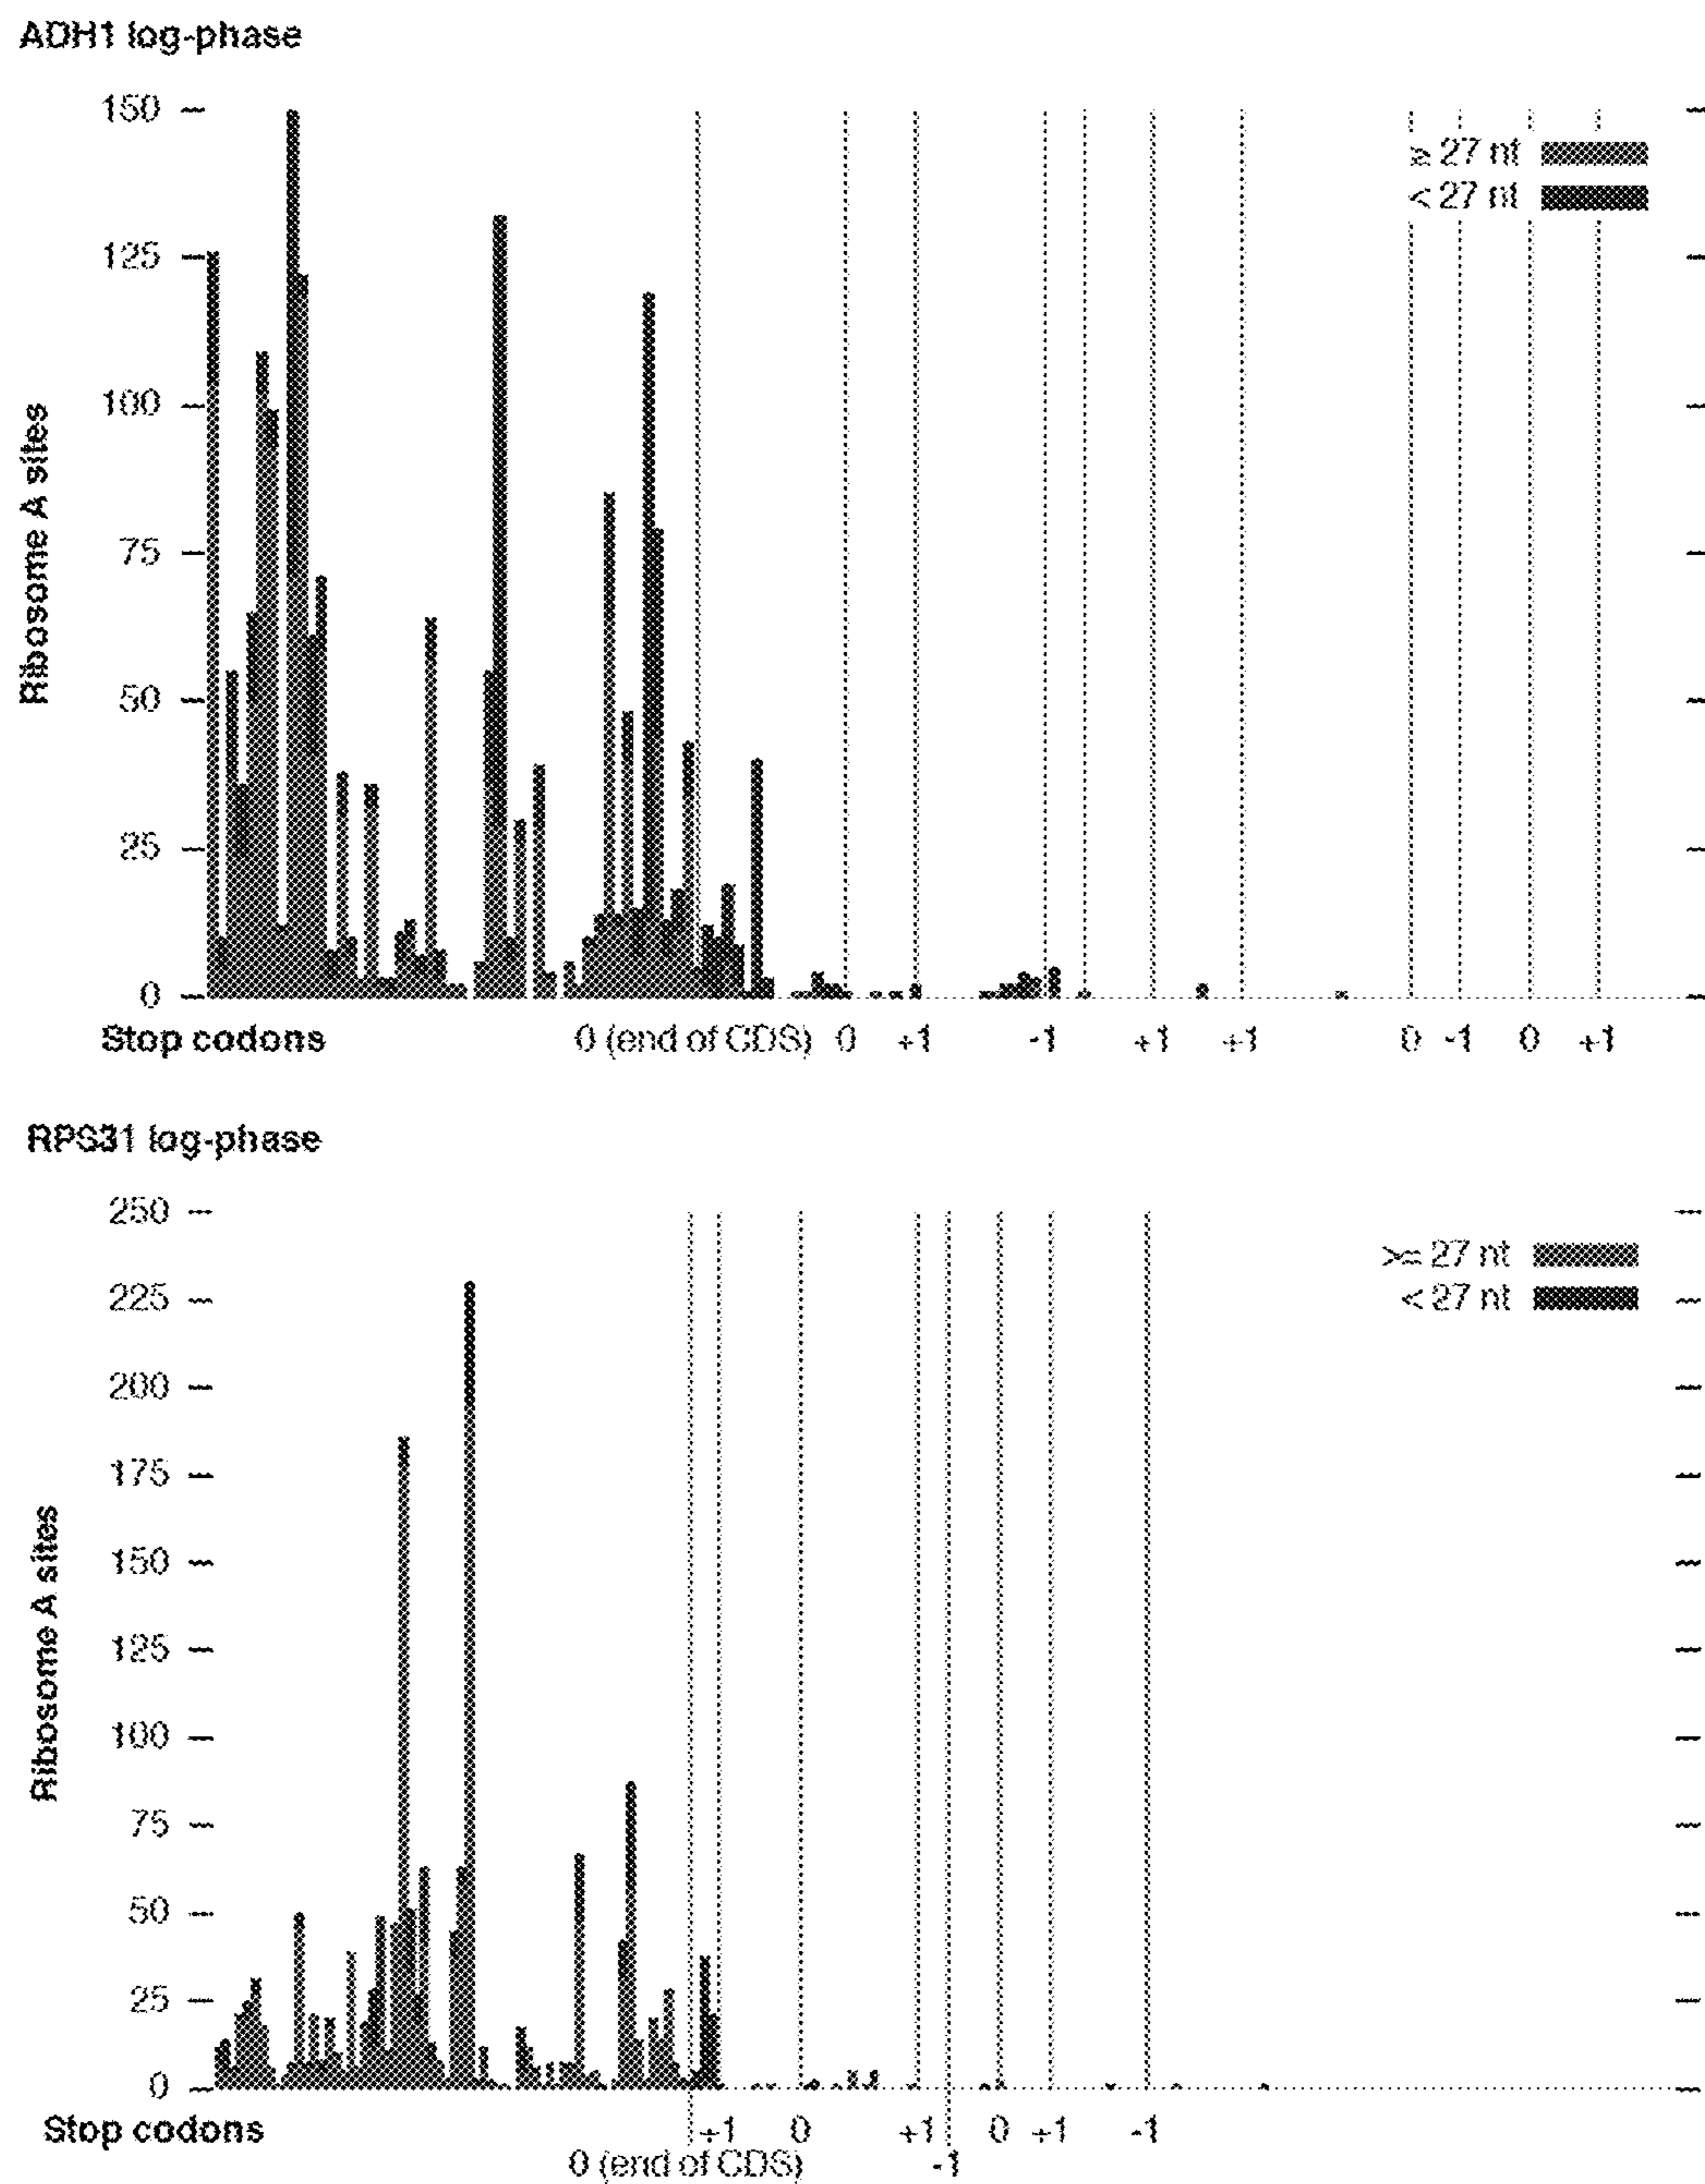 ADH1 log-phase
150
125
100
75
50
25
0
Ribosome A sites
≥ 27 nt
< 27 nt
Stop codons 0 (end of CDS) 0 +1 -1 +1 +1 0 -1 0 +1
RPS31 log-phase
250
225
200
175
150
125
100
75
50
25
0
Ribosome A sites
>= 27 nt
< 27 nt
Stop codons +1 0 +1 0 +1 -1
0 (end of CDS) -1